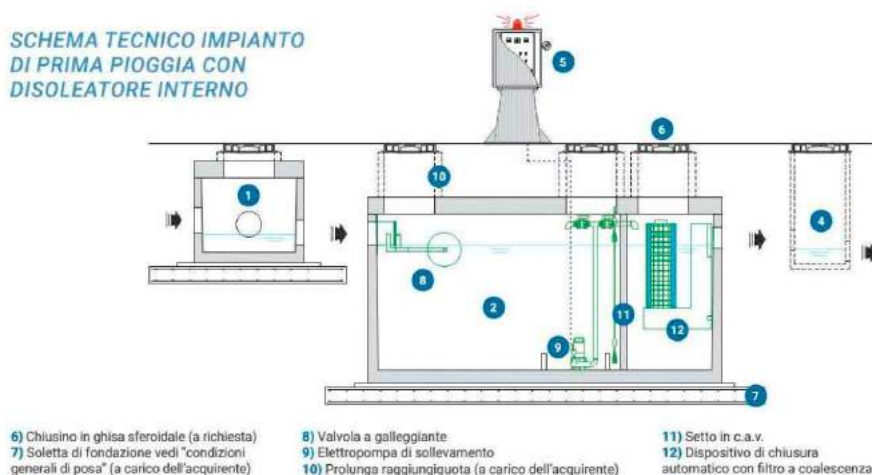 SCHEMA TECNICO IMPIANTO
DI PRIMA PIOGGIA CON
DISOLEATORE INTERNO
5
6
10
1
4
8
2
11
12
9
7
6) Chiusino in ghisa sferoidale (a richiesta)
7) Soletta di fondazione vedi "condizioni
generali di posa" (a carico dell'acquirente)
8) Valvola a galleggiante
9) Elettropompa di sollevamento
10) Prolunga raggiungiquota (a carico dell'acquirente)
11) Setto in c.a.v.
12) Dispositivo di chiusura
automatico con filtro a coalescenza